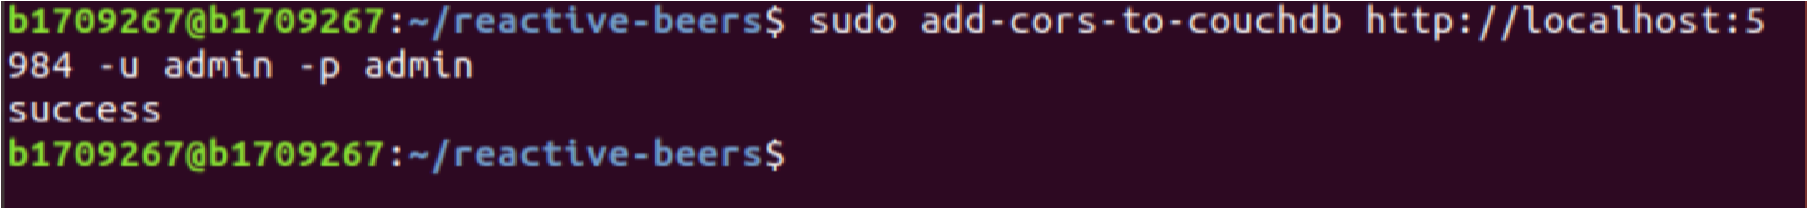 b1709267@b1709267:~/reactive-beers$ sudo add-cors-to-couchdb http://localhost:5
984 -u admin -p admin
success
b1709267@b1709267:~/reactive-beers$